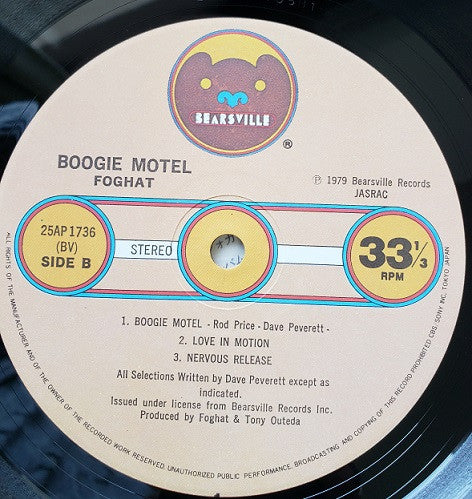 BEARSVILLE
®
BOOGIE MOTEL
FOGHAT
℗ 1979 Bearsville Records
JASRAC
25AP 1736
(BV)
SIDE B
STEREO
33 1/3
RPM
1. BOOGIE MOTEL - Rod Price - Dave Peverett -
2. LOVE IN MOTION
3. NERVOUS RELEASE
All Selections Written by Dave Peverett except as
indicated.
Issued under license from Bearsville Records Inc.
Produced by Foghat & Tony Outeda
ALL RIGHTS OF THE MANUFACTURER AND OF THE OWNER OF THE RECORDED WORK RESERVED. UNAUTHORIZED PUBLIC PERFORMANCE, BROADCASTING AND COPYING OF THIS RECORD PROHIBITED CBS/SONY INC. TOKYO JAPAN